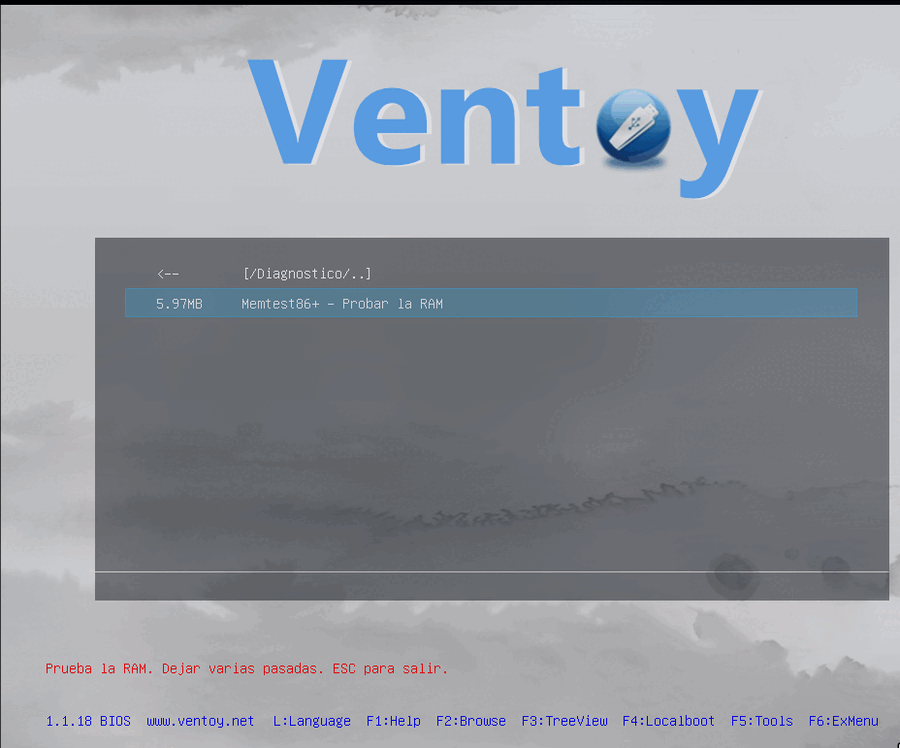 Ventoy
<-- [/Diagnostico/..]
5.97MB Memtest86+ - Probar la RAM
Prueba la RAM. Dejar varias pasadas. ESC para salir.
1.1.18 BIOS www.ventoy.net L:Language F1:Help F2:Browse F3:TreeView F4:Localboot F5:Tools F6:ExMenu